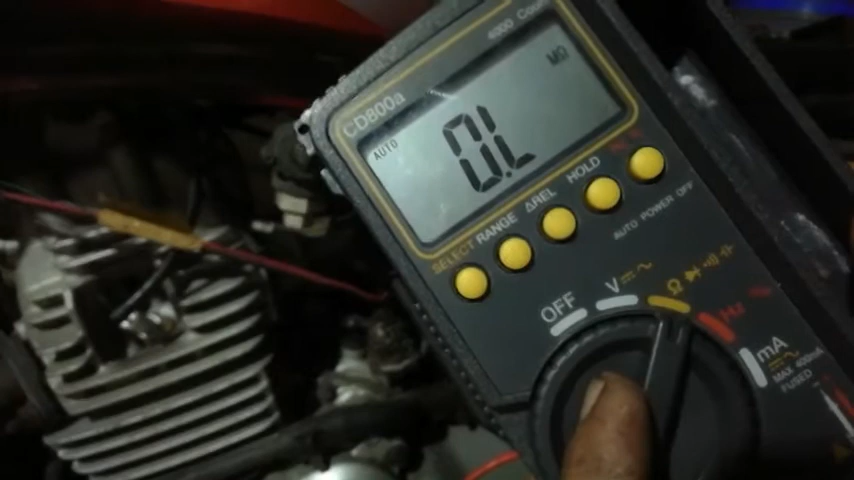 4000 Count
CD800a
AUTO
MΩ
0.L
SELECT RANGE ΔREL HOLD
AUTO POWER OFF
OFF
V
Ω
Hz
mA
MAX 400mA
FUSED